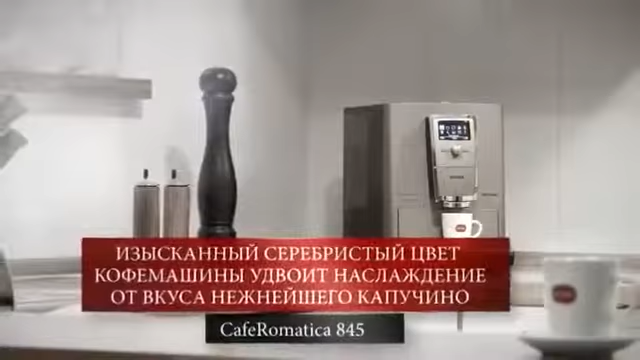 ИЗЫСКАННЫЙ СЕРЕБРИСТЫЙ ЦВЕТ
КОФЕМАШИНЫ УДВОИТ НАСЛАЖДЕНИЕ
ОТ ВКУСА НЕЖНЕЙШЕГО КАПУЧИНО
CafeRomatica 845